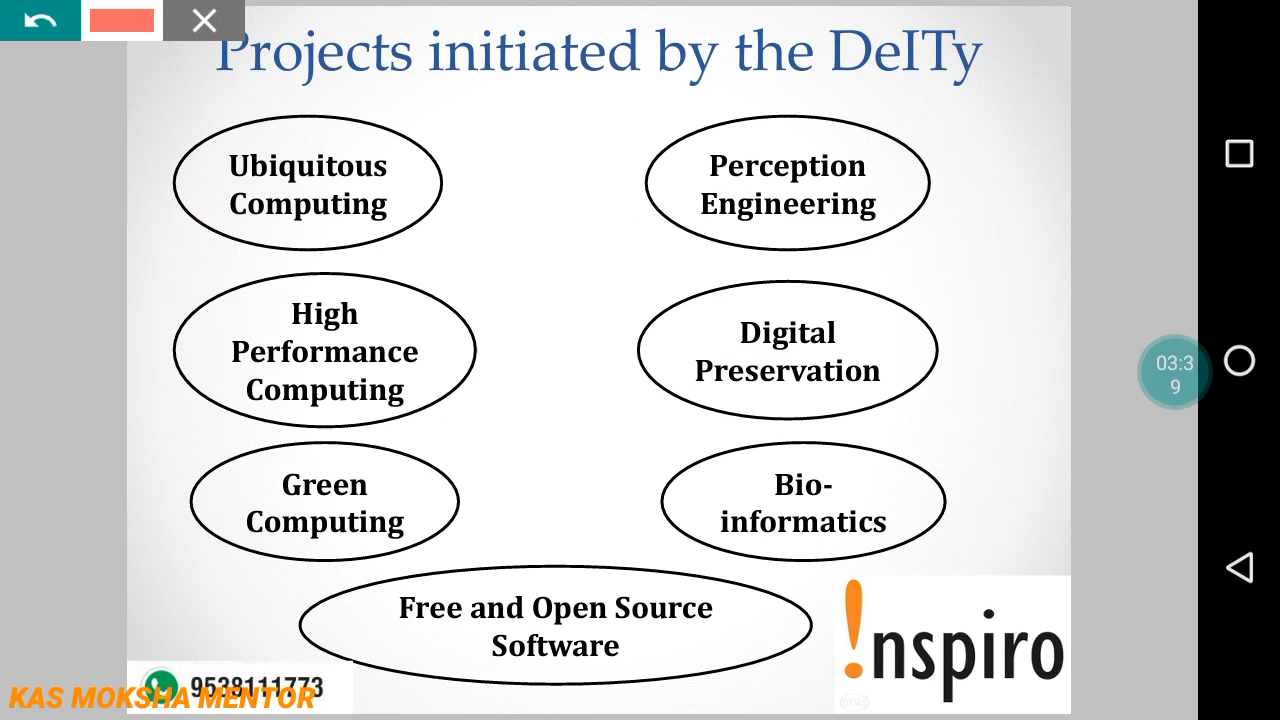 Projects initiated by the DeITy
Ubiquitous
Computing
Perception
Engineering
High
Performance
Computing
Digital
Preservation
03:3
9
Green
Computing
Bio-
informatics
Free and Open Source
Software
!nspiro
9538111773
KAS MOKSHA MENTOR